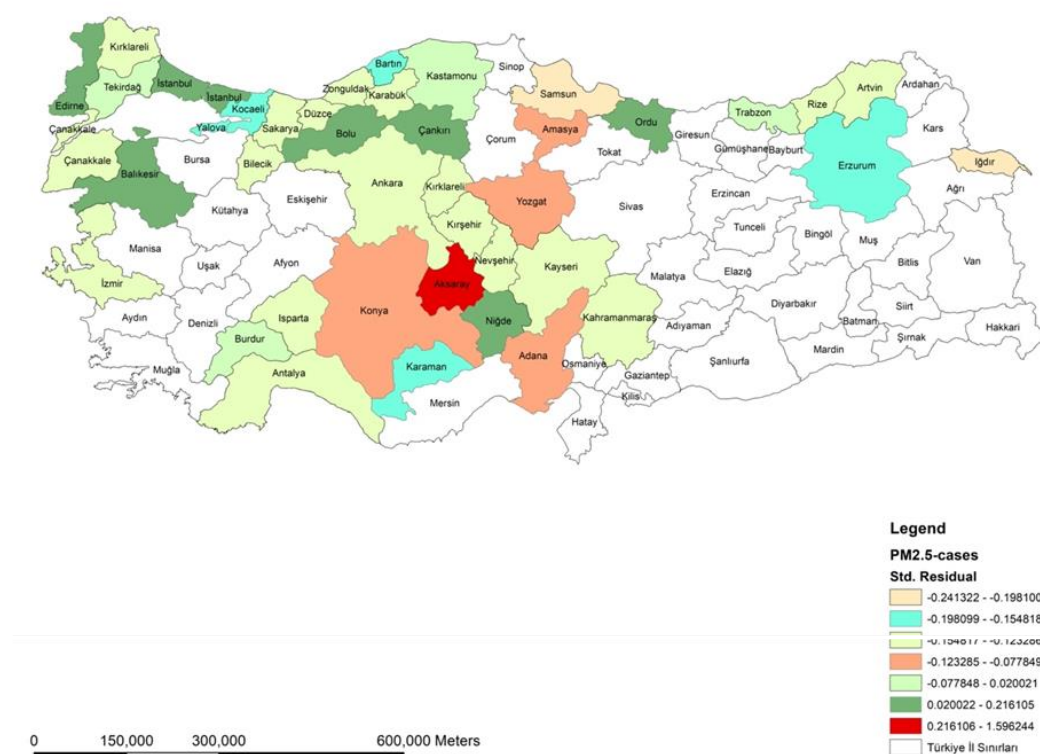 Kırklareli
Edirne
Tekirdağ
İstanbul
İstanbul
Kocaeli
Yalova
Çanakkale
Çanakkale
Balıkesir
Bursa
Bilecik
Sakarya
Düzce
Zonguldak
Bartın
Karabük
Kastamonu
Sinop
Samsun
Bolu
Çankırı
Çorum
Amasya
Tokat
Ordu
Giresun
Trabzon
Gümüşhane
Bayburt
Rize
Artvin
Ardahan
Kars
Iğdır
Ağrı
Erzurum
Erzincan
Sivas
Yozgat
Kırklareli
Ankara
Eskişehir
Kütahya
Manisa
İzmir
Uşak
Afyon
Kırşehir
Nevşehir
Kayseri
Aksaray
Konya
Isparta
Burdur
Denizli
Aydın
Muğla
Antalya
Karaman
Niğde
Mersin
Adana
Osmaniye
Kahramanmaraş
Malatya
Adıyaman
Gaziantep
Kilis
Hatay
Şanlıurfa
Diyarbakır
Elazığ
Tunceli
Bingöl
Muş
Bitlis
Van
Siirt
Batman
Mardin
Şırnak
Hakkari
Legend
PM2.5-cases
Std. Residual
-0.241322 - -0.198100
-0.198099 - -0.154818
-0.154817 - -0.123286
-0.123285 - -0.077849
-0.077848 - 0.020021
0.020022 - 0.216105
0.216106 - 1.596244
Türkiye İl Sınırları
0 150,000 300,000 600,000 Meters